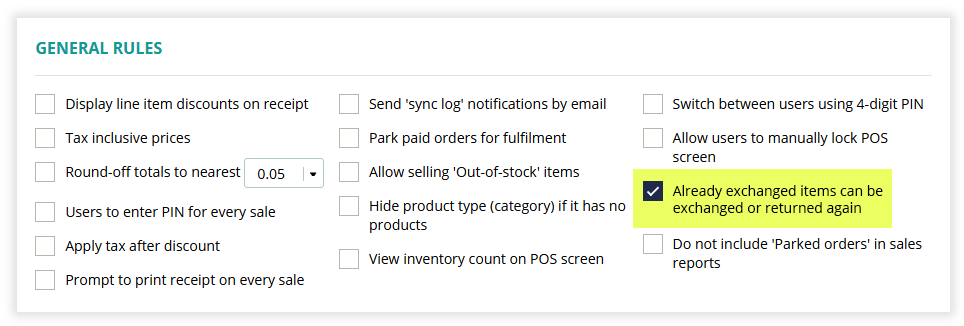 GENERAL RULES
Display line item discounts on receipt
Tax inclusive prices
Round-off totals to nearest 0.05
Users to enter PIN for every sale
Apply tax after discount
Prompt to print receipt on every sale
Send 'sync log' notifications by email
Park paid orders for fulfilment
Allow selling 'Out-of-stock' items
Hide product type (category) if it has no
products
View inventory count on POS screen
Switch between users using 4-digit PIN
Allow users to manually lock POS
screen
Already exchanged items can be
exchanged or returned again
Do not include 'Parked orders' in sales
reports